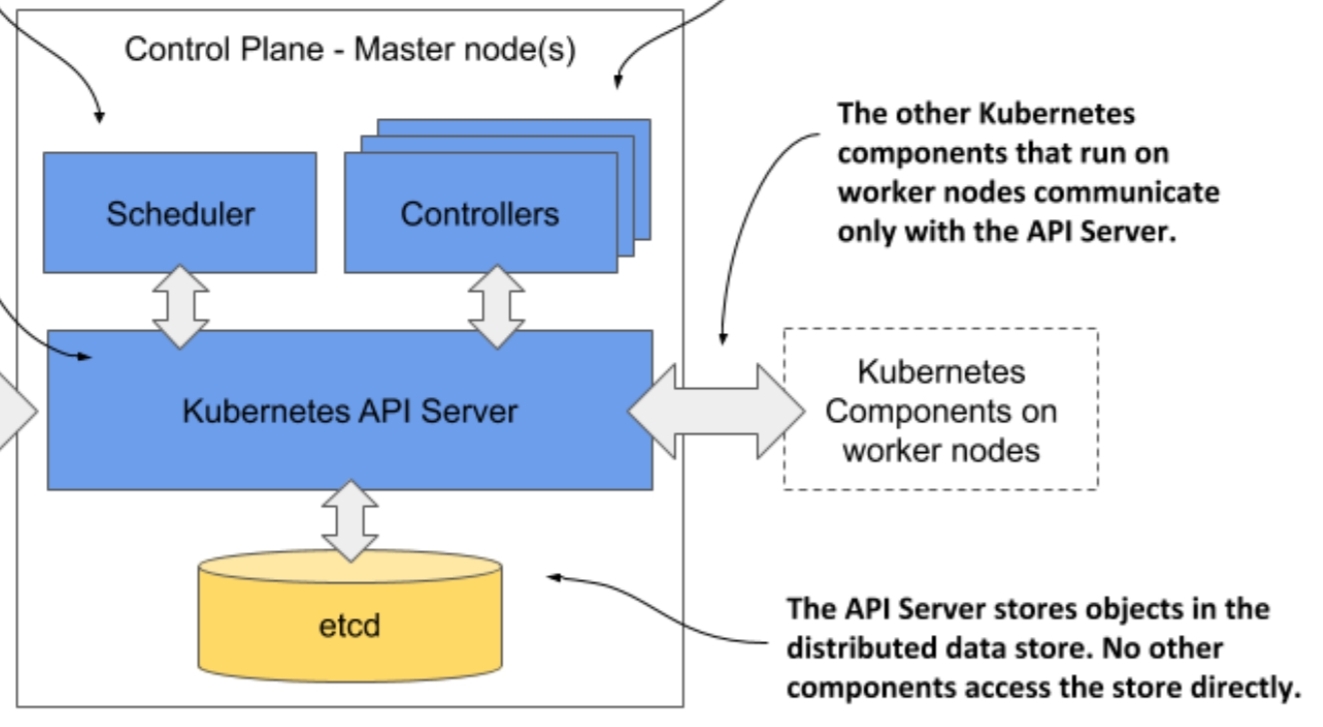 Control Plane - Master node(s)
The other Kubernetes
components that run on
worker nodes communicate
only with the API Server.
Scheduler
Controllers
Kubernetes API Server
Kubernetes
Components on
worker nodes
etcd
The API Server stores objects in the
distributed data store. No other
components access the store directly.